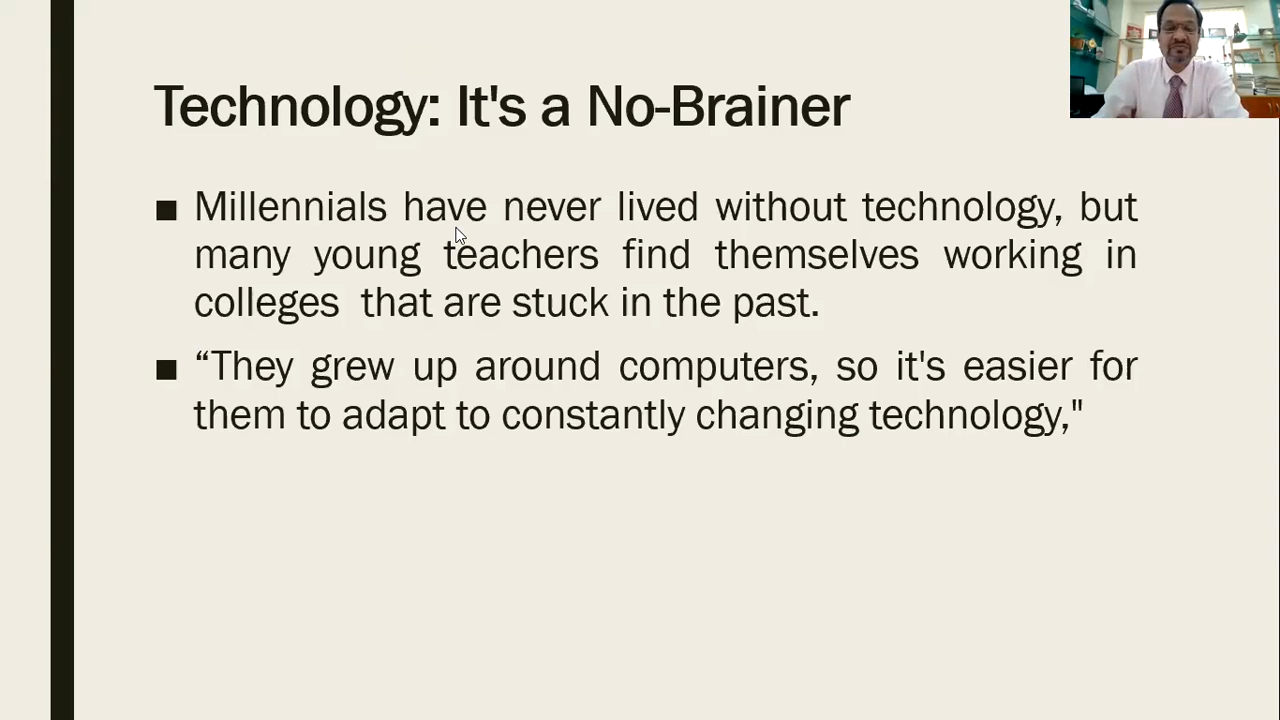 Technology: It's a No-Brainer
■ Millennials have never lived without technology, but
many young teachers find themselves working in
colleges  that are stuck in the past.
■ “They grew up around computers, so it's easier for
them to adapt to constantly changing technology,"